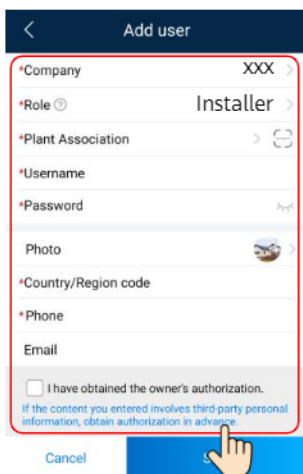 Add user
*Company XXX
*Role Installer
*Plant Association
*Username
*Password
Photo
*Country/Region code
*Phone
Email
I have obtained the owner's authorization.
If the content you entered involves third-party personal
information, obtain authorization in advance.
Cancel